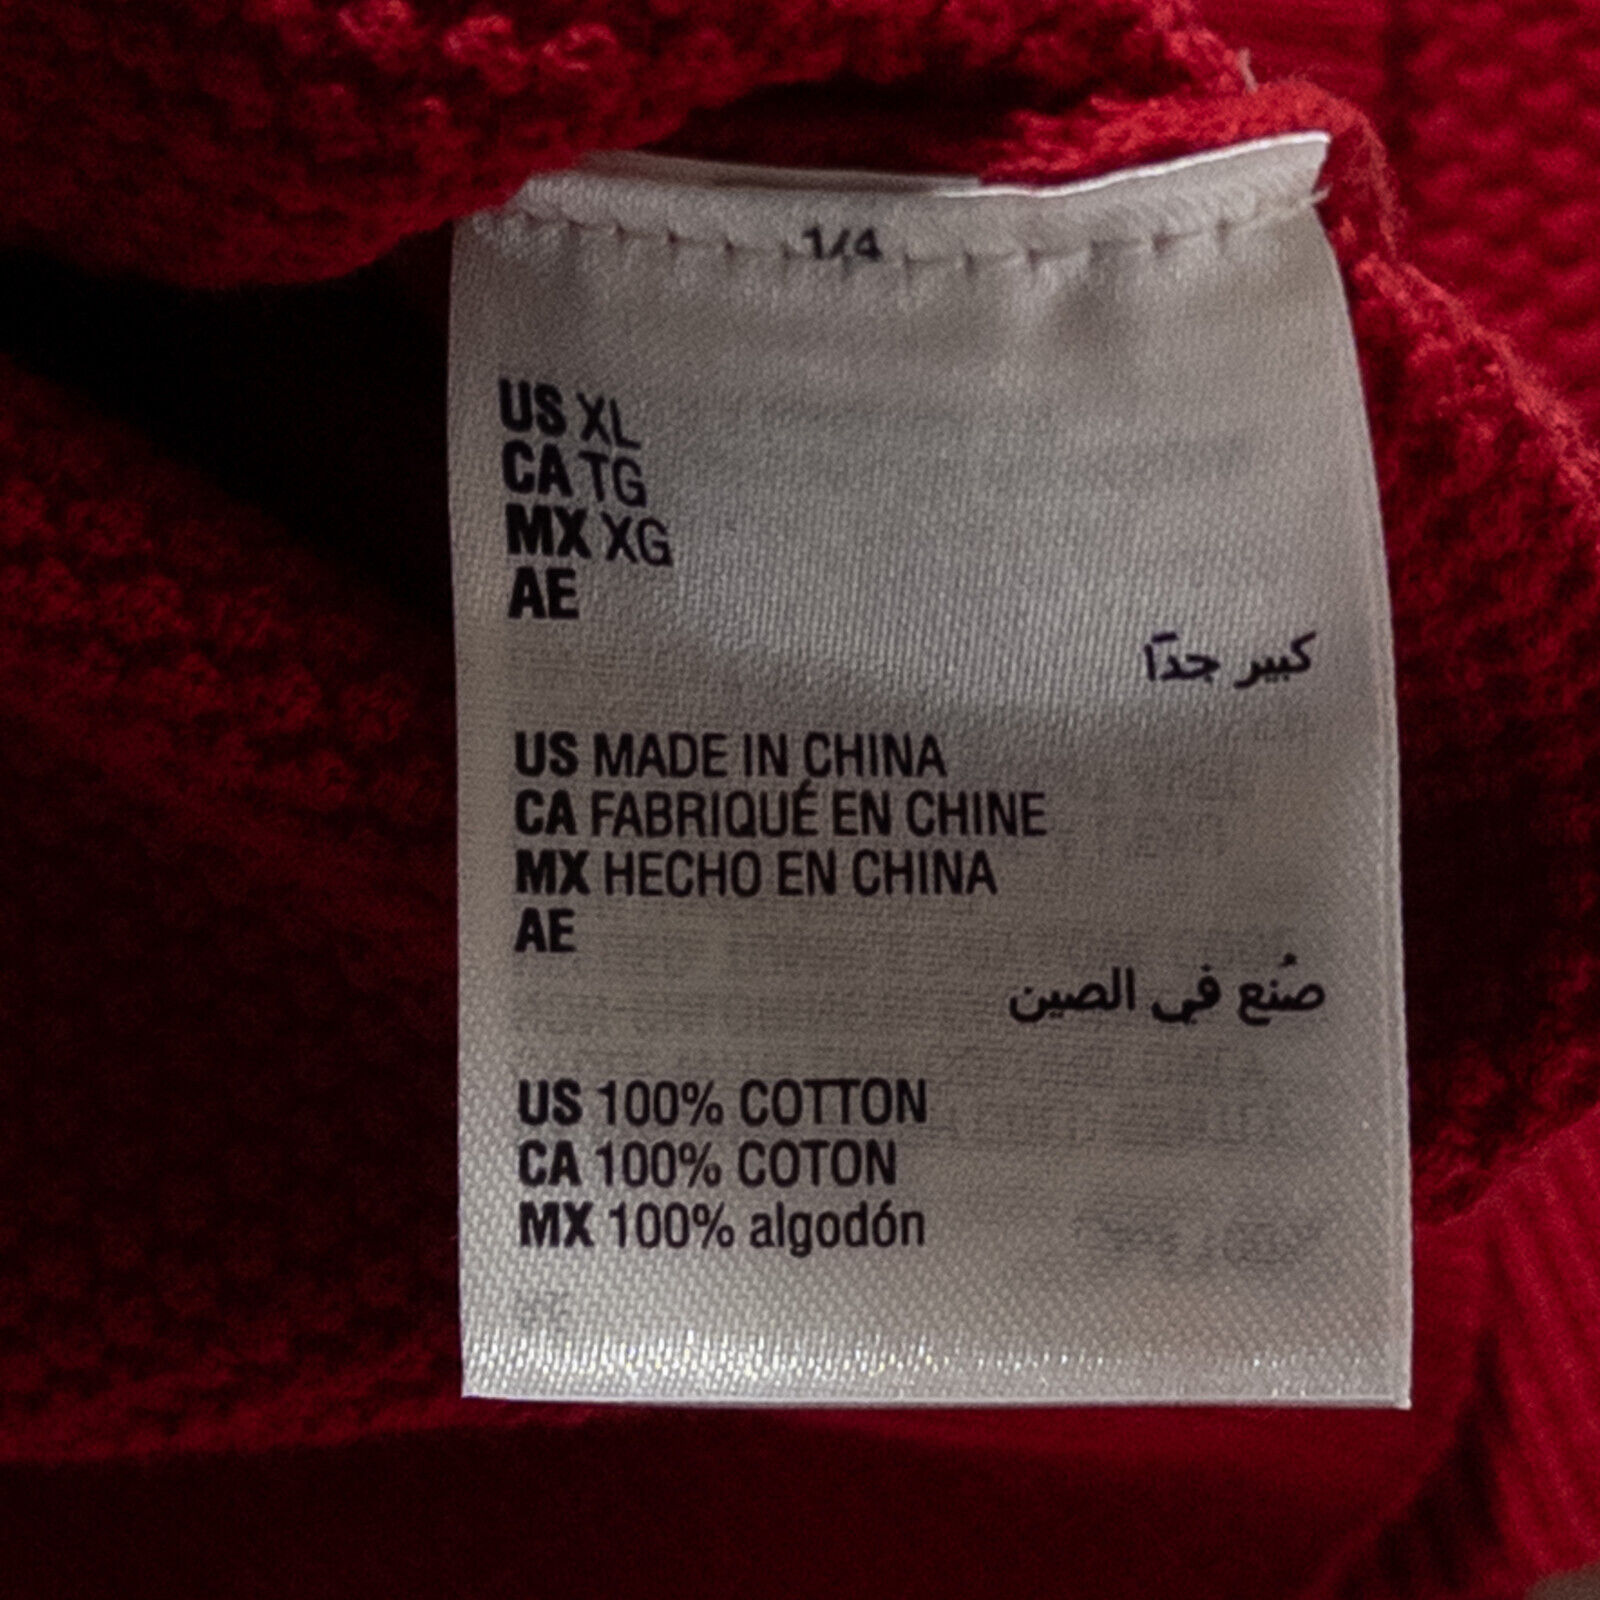 1/4
US XL
CA TG
MX XG
AE
كبير جدًا
US MADE IN CHINA
CA FABRIQUÉ EN CHINE
MX HECHO EN CHINA
AE
صُنع في الصين
US 100% COTTON
CA 100% COTON
MX 100% algodón